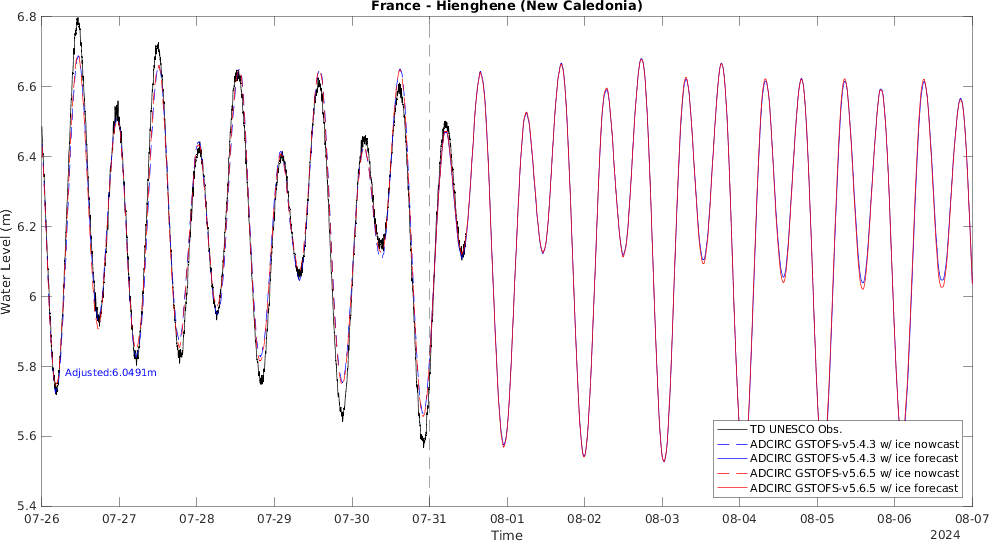 France - Hienghene (New Caledonia)
Water Level (m)
6.8
6.6
6.4
6.2
6
5.8
5.6
5.4
Adjusted:6.0491m
TD UNESCO Obs.
ADCIRC GSTOFS-v5.4.3 w/ ice nowcast
ADCIRC GSTOFS-v5.4.3 w/ ice forecast
ADCIRC GSTOFS-v5.6.5 w/ ice nowcast
ADCIRC GSTOFS-v5.6.5 w/ ice forecast
07-26 07-27 07-28 07-29 07-30 07-31 08-01 08-02 08-03 08-04 08-05 08-06 08-07
Time
2024